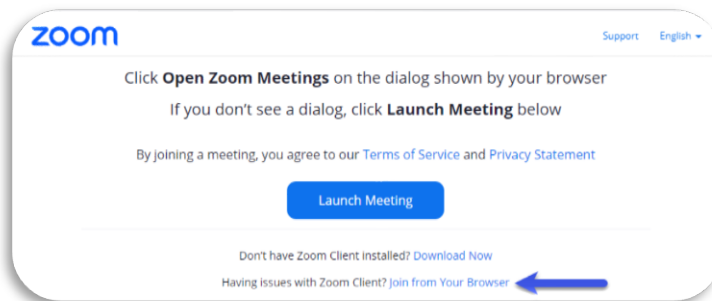 zoom
Support English
Click Open Zoom Meetings on the dialog shown by your browser
If you don't see a dialog, click Launch Meeting below
By joining a meeting, you agree to our Terms of Service and Privacy Statement
Launch Meeting
Don't have Zoom Client installed? Download Now
Having issues with Zoom Client? Join from Your Browser